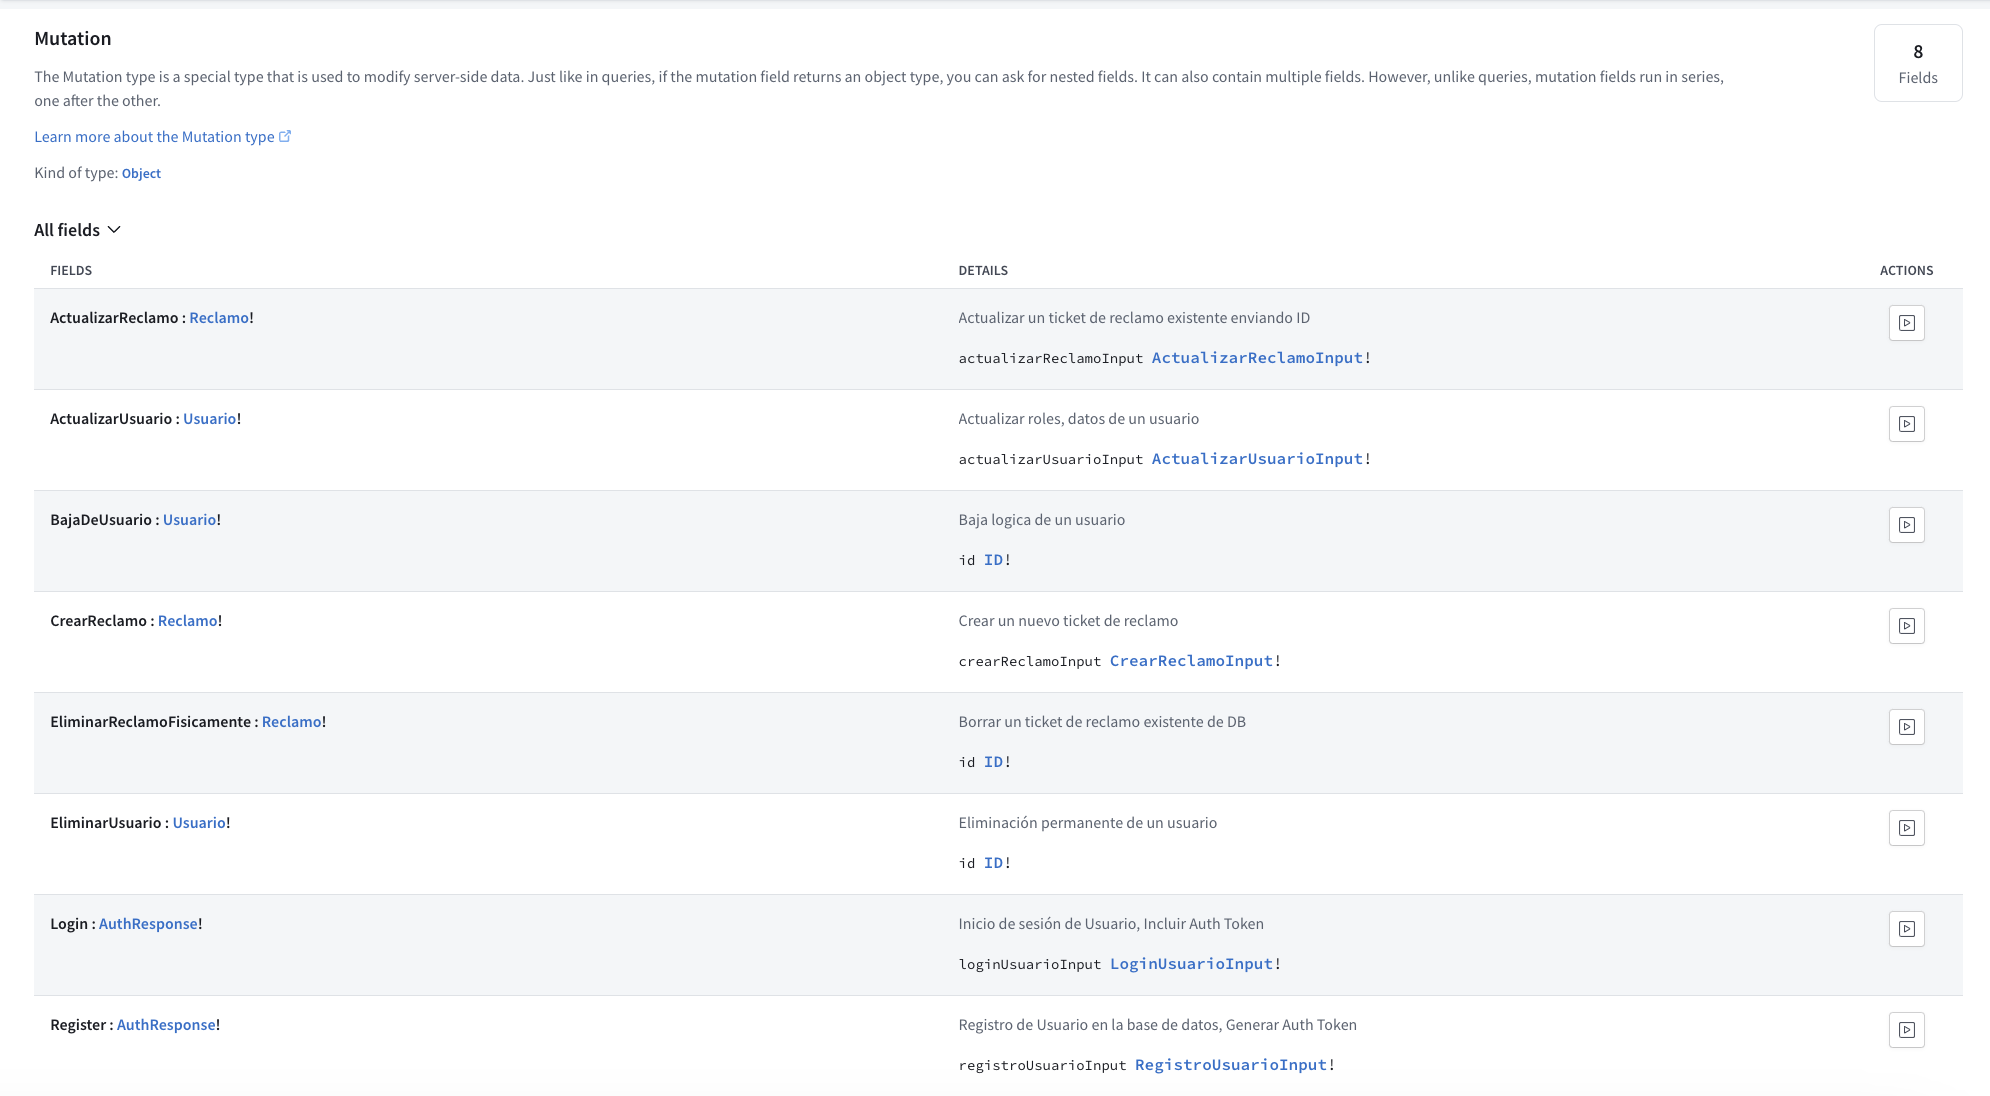 Mutation
8
Fields
The Mutation type is a special type that is used to modify server-side data. Just like in queries, if the mutation field returns an object type, you can ask for nested fields. It can also contain multiple fields. However, unlike queries, mutation fields run in series,
one after the other.
Learn more about the Mutation type
Kind of type: Object
All fields
FIELDS DETAILS ACTIONS
ActualizarReclamo : Reclamo! Actualizar un ticket de reclamo existente enviando ID
actualizarReclamoInput ActualizarReclamoInput!
ActualizarUsuario : Usuario! Actualizar roles, datos de un usuario
actualizarUsuarioInput ActualizarUsuarioInput!
BajaDeUsuario : Usuario! Baja logica de un usuario
id ID!
CrearReclamo : Reclamo! Crear un nuevo ticket de reclamo
crearReclamoInput CrearReclamoInput!
EliminarReclamoFisicamente : Reclamo! Borrar un ticket de reclamo existente de DB
id ID!
EliminarUsuario : Usuario! Eliminación permanente de un usuario
id ID!
Login : AuthResponse! Inicio de sesión de Usuario, Incluir Auth Token
loginUsuarioInput LoginUsuarioInput!
Register : AuthResponse! Registro de Usuario en la base de datos, Generar Auth Token
registroUsuarioInput RegistroUsuarioInput!